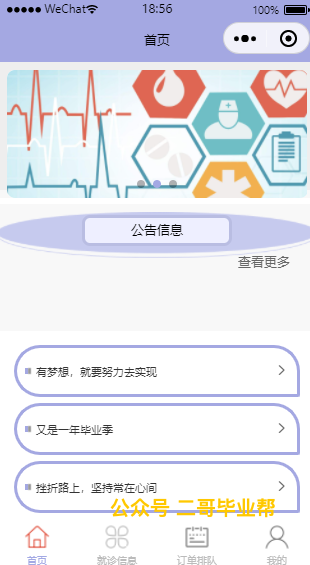 WeChat 18:56 100%
首页
公告信息
查看更多
有梦想，就要努力去实现
又是一年毕业季
挫折路上，坚持常在心间
公众号 二哥毕业帮
首页 就诊信息 订单排队 我的